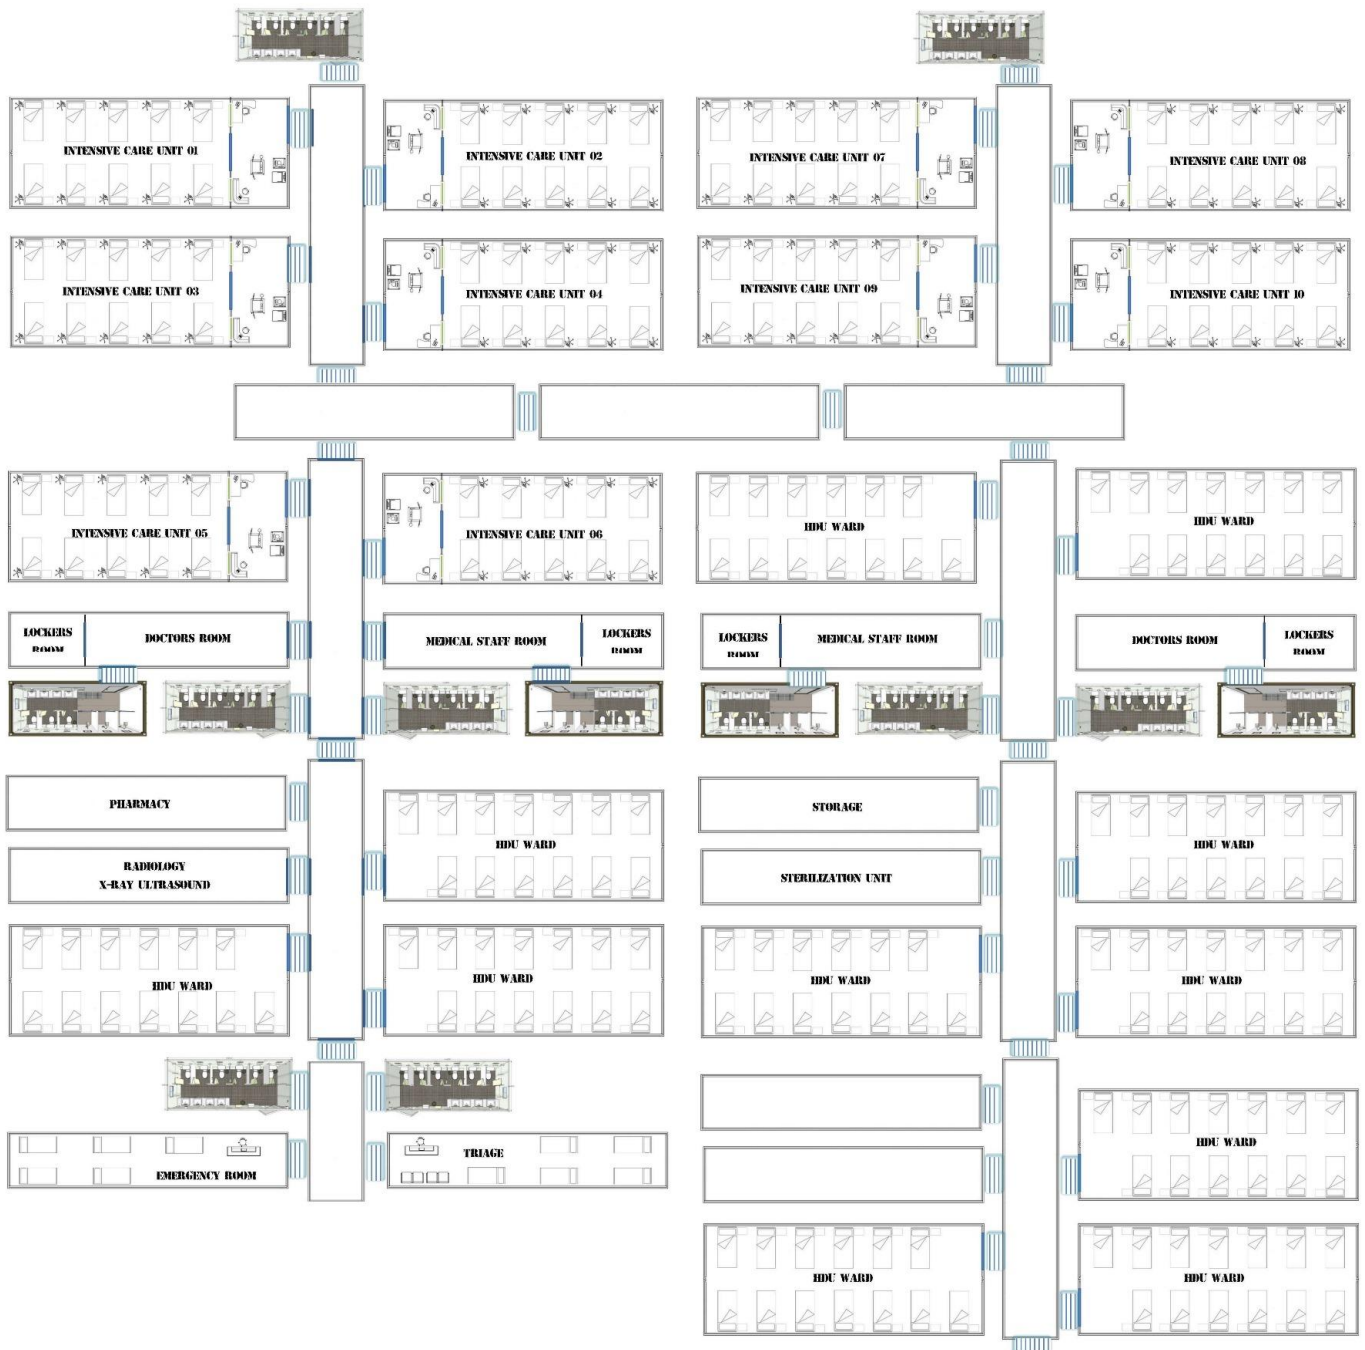 INTENSIVE CARE UNIT 01
INTENSIVE CARE UNIT 02
INTENSIVE CARE UNIT 07
INTENSIVE CARE UNIT 08
INTENSIVE CARE UNIT 03
INTENSIVE CARE UNIT 04
INTENSIVE CARE UNIT 09
INTENSIVE CARE UNIT 10
INTENSIVE CARE UNIT 05
INTENSIVE CARE UNIT 06
HDU WARD
HDU WARD
LOCKERS
ROOM
DOCTORS ROOM
MEDICAL STAFF ROOM
LOCKERS
ROOM
LOCKERS
ROOM
MEDICAL STAFF ROOM
DOCTORS ROOM
LOCKERS
ROOM
PHARMACY
HDU WARD
STORAGE
HDU WARD
RADIOLOGY
X-RAY ULTRASOUND
STERILIZATION UNIT
HDU WARD
HDU WARD
HDU WARD
HDU WARD
EMERGENCY ROOM
TRIAGE
HDU WARD
HDU WARD
HDU WARD